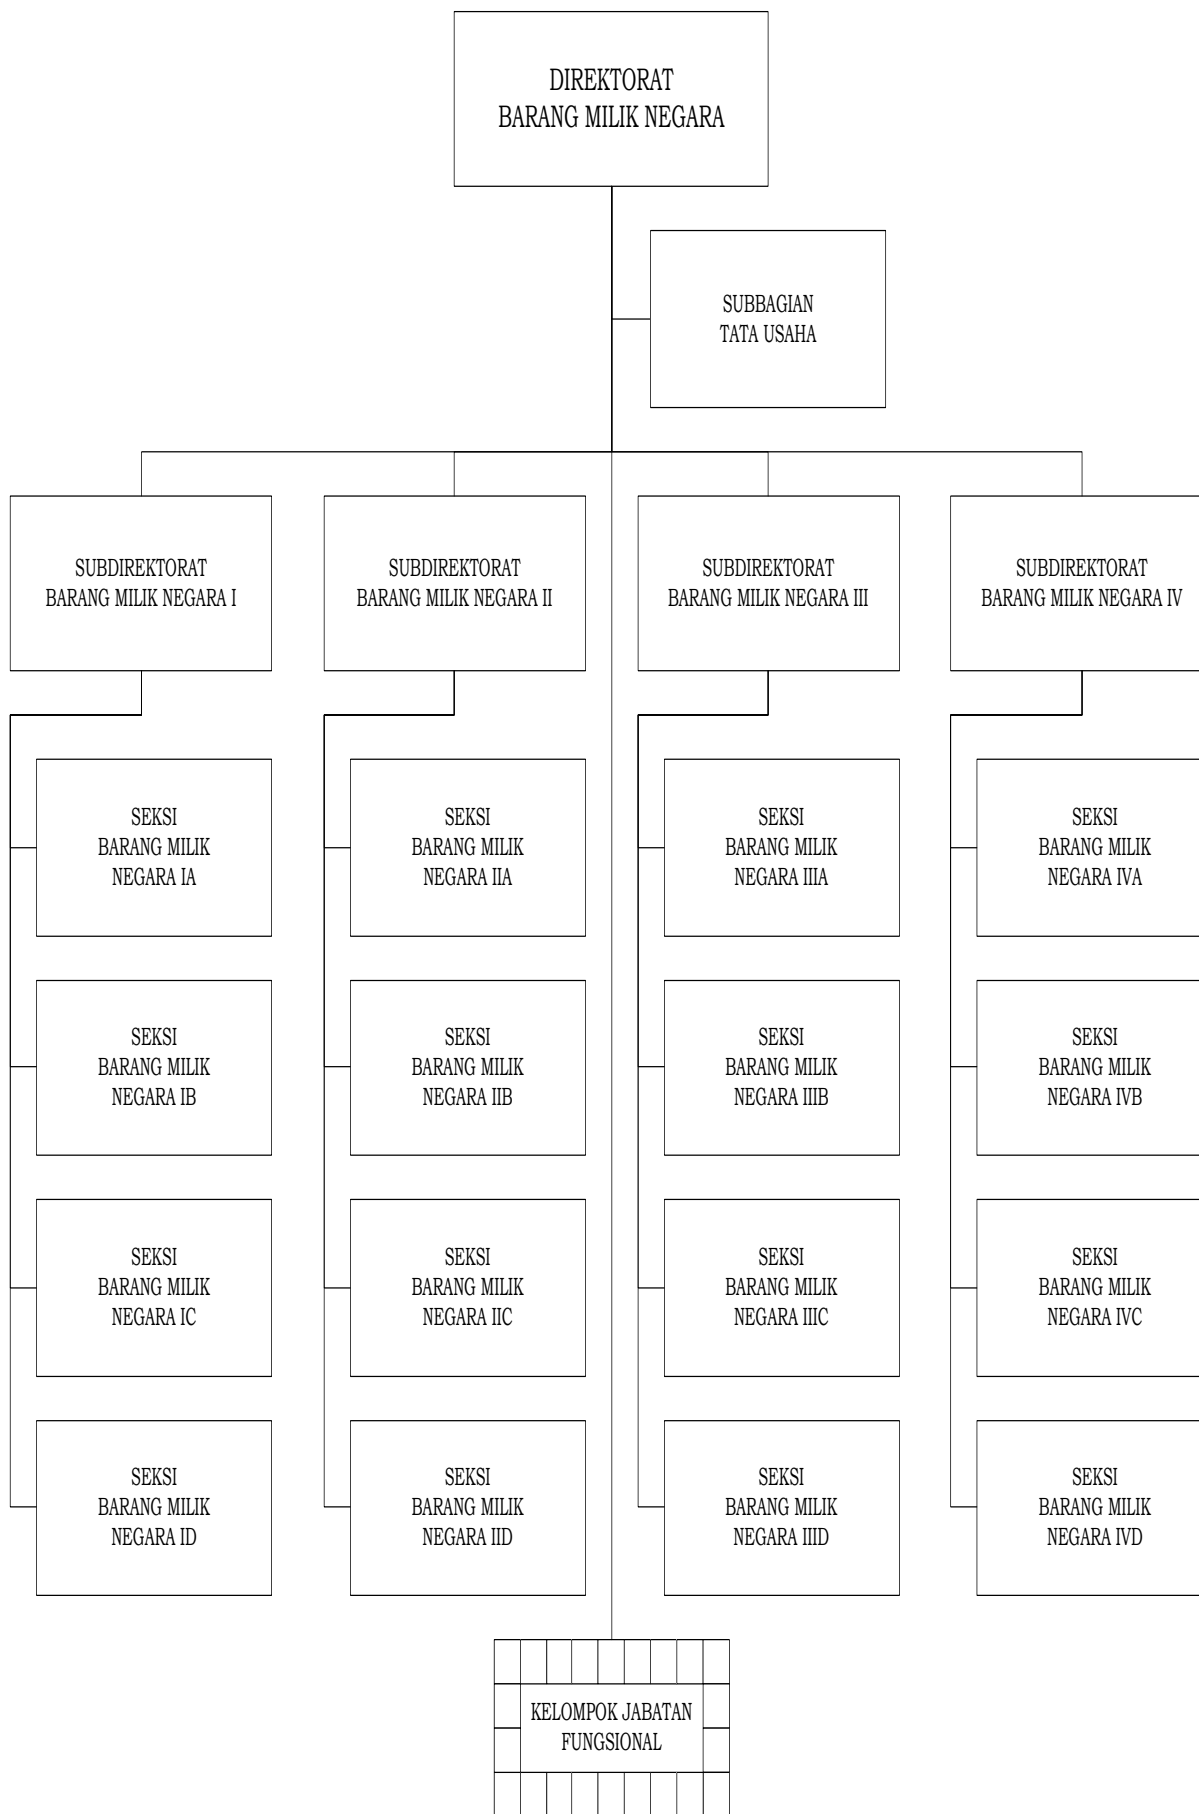 DIREKTORAT
BARANG MILIK NEGARA
SUBBAGIAN
TATA USAHA
SUBDIREKTORAT
BARANG MILIK NEGARA I
SUBDIREKTORAT
BARANG MILIK NEGARA II
SUBDIREKTORAT
BARANG MILIK NEGARA III
SUBDIREKTORAT
BARANG MILIK NEGARA IV
SEKSI
BARANG MILIK
NEGARA IA
SEKSI
BARANG MILIK
NEGARA IIA
SEKSI
BARANG MILIK
NEGARA IIIA
SEKSI
BARANG MILIK
NEGARA IVA
SEKSI
BARANG MILIK
NEGARA IB
SEKSI
BARANG MILIK
NEGARA IIB
SEKSI
BARANG MILIK
NEGARA IIIB
SEKSI
BARANG MILIK
NEGARA IVB
SEKSI
BARANG MILIK
NEGARA IC
SEKSI
BARANG MILIK
NEGARA IIC
SEKSI
BARANG MILIK
NEGARA IIIC
SEKSI
BARANG MILIK
NEGARA IVC
SEKSI
BARANG MILIK
NEGARA ID
SEKSI
BARANG MILIK
NEGARA IID
SEKSI
BARANG MILIK
NEGARA IIID
SEKSI
BARANG MILIK
NEGARA IVD
KELOMPOK JABATAN
FUNGSIONAL